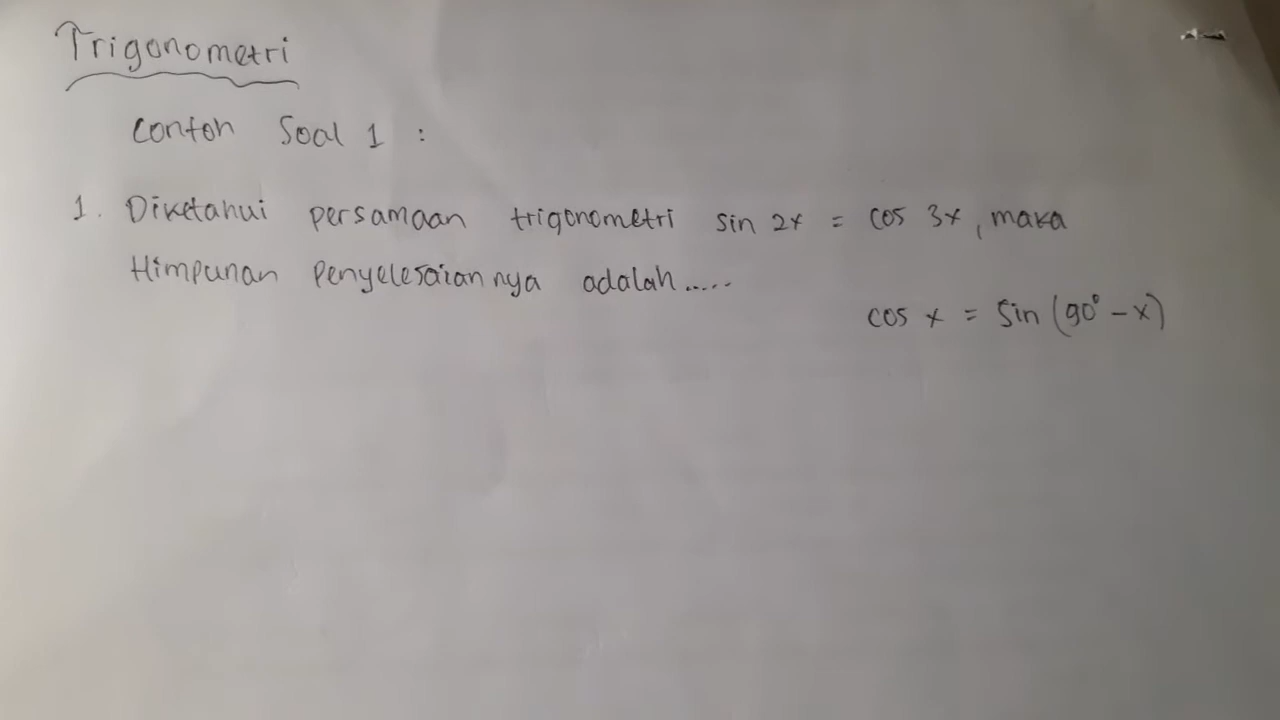 Trigonometri
Contoh Soal 1 :
1. Diketahui persamaan trigonometri sin 2x = cos 3x, maka
Himpunan Penyelesaiannya adalah.....
cos x = Sin (90° - x)